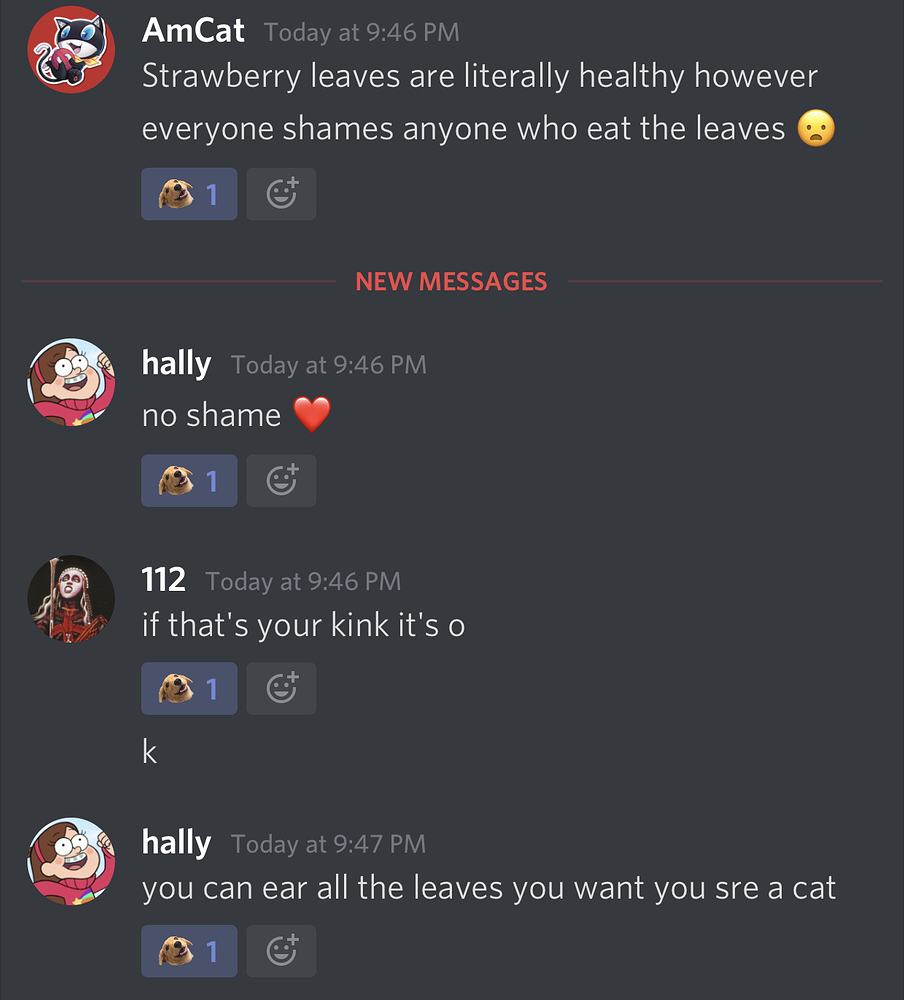 AmCat Today at 9:46 PM
Strawberry leaves are literally healthy however
everyone shames anyone who eat the leaves 😦
1
NEW MESSAGES
hally Today at 9:46 PM
no shame ❤️
1
112 Today at 9:46 PM
if that's your kink it's o
1
k
hally Today at 9:47 PM
you can ear all the leaves you want you sre a cat
1